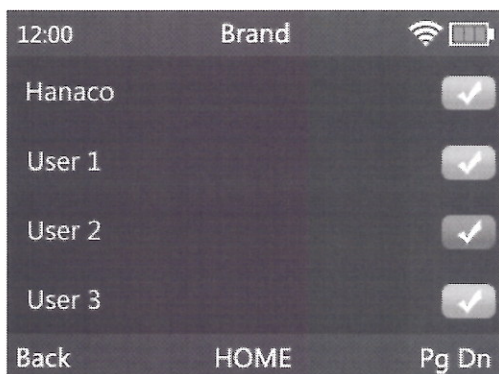 12:00 Brand
Hanaco
User 1
User 2
User 3
Back HOME Pg Dn